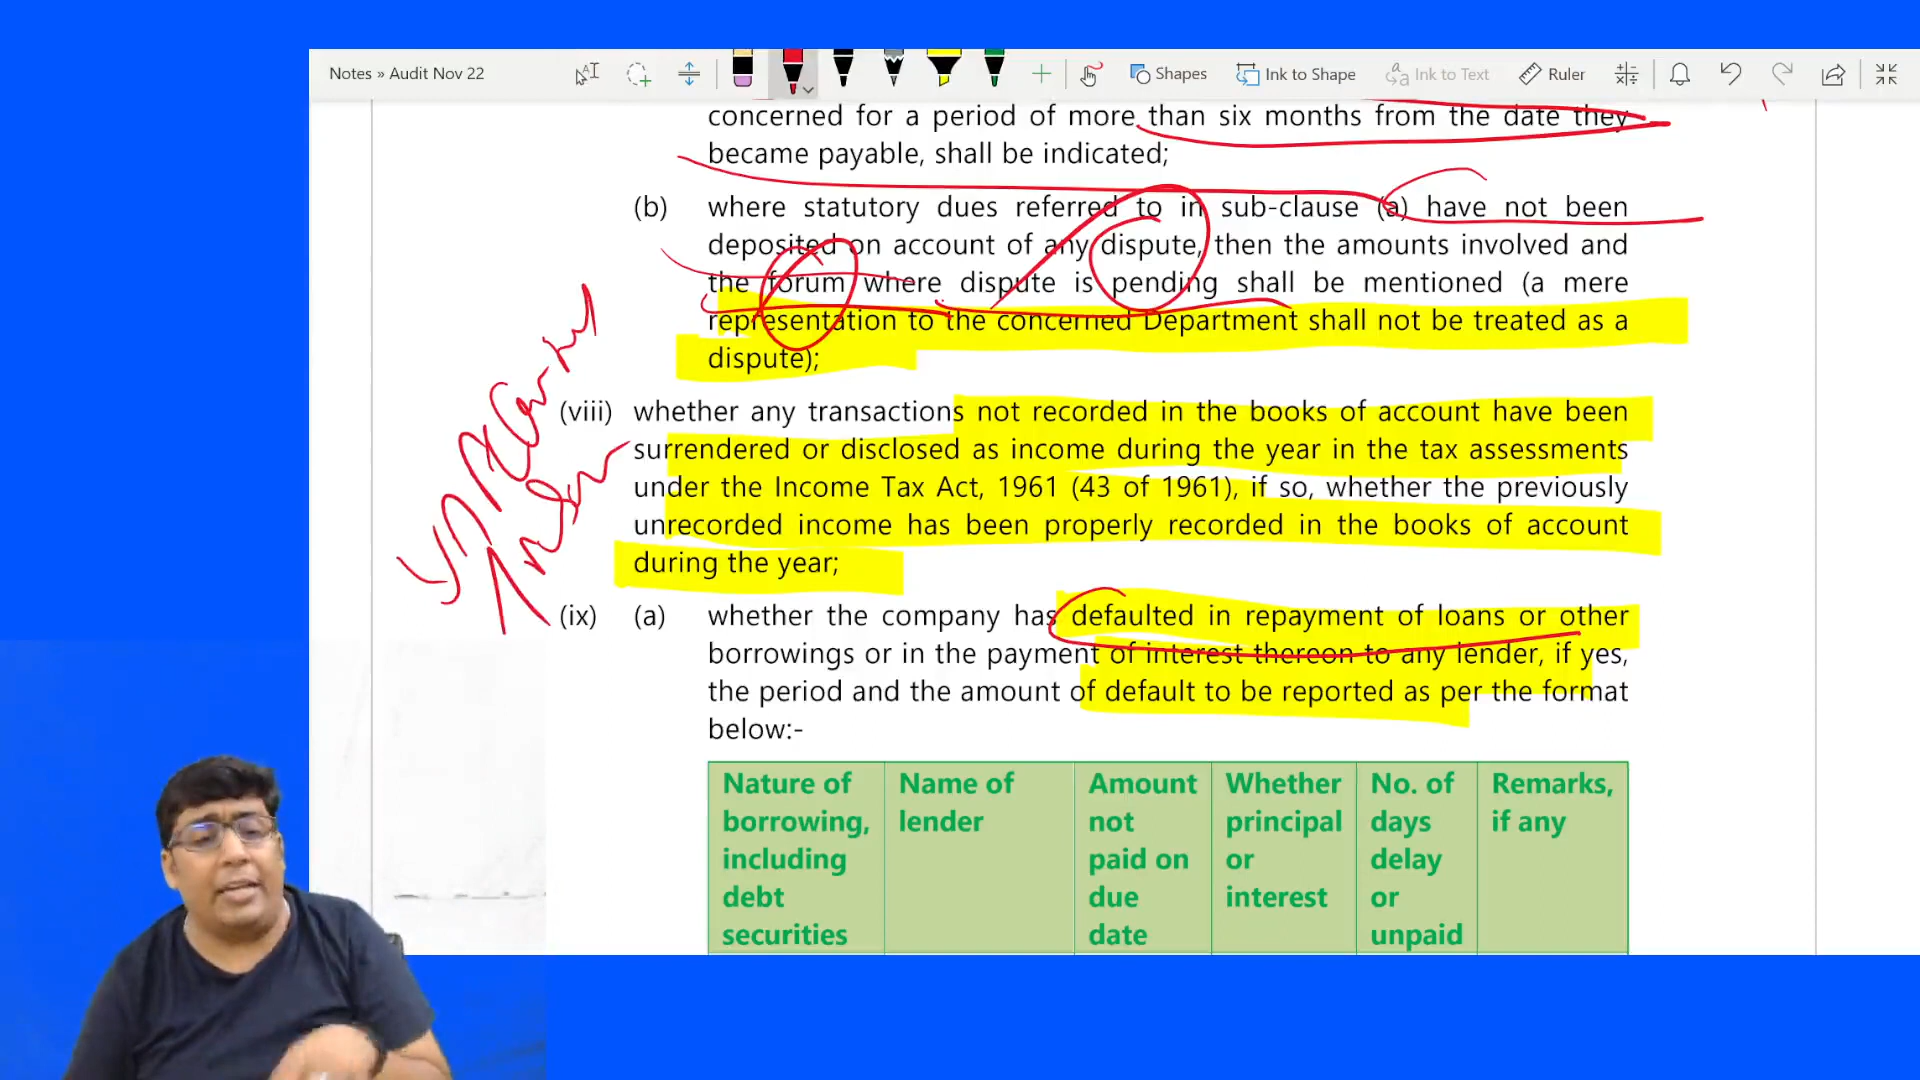 Notes » Audit Nov 22
Shapes
Ink to Shape
Ink to Text
Ruler
concerned for a period of more than six months from the date they
became payable, shall be indicated;
(b) where statutory dues referred to in sub-clause (a) have not been
deposited on account of any dispute, then the amounts involved and
the forum where dispute is pending shall be mentioned (a mere
representation to the concerned Department shall not be treated as a
dispute);
(viii) whether any transactions not recorded in the books of account have been
surrendered or disclosed as income during the year in the tax assessments
under the Income Tax Act, 1961 (43 of 1961), if so, whether the previously
unrecorded income has been properly recorded in the books of account
during the year;
(ix) (a) whether the company has defaulted in repayment of loans or other
borrowings or in the payment of interest thereon to any lender, if yes,
the period and the amount of default to be reported as per the format
below:-
Nature of
borrowing,
including
debt
securities
Name of
lender
Amount
not
paid on
due
date
Whether
principal
or
interest
No. of
days
delay
or
unpaid
Remarks,
if any